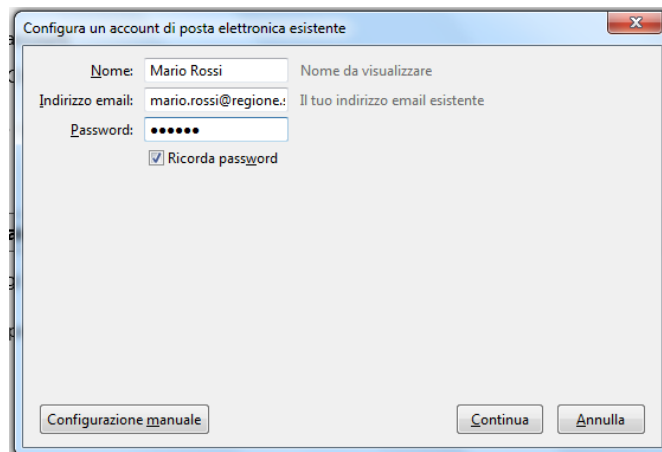 Configura un account di posta elettronica esistente
Nome: Mario Rossi Nome da visualizzare
Indirizzo email: mario.rossi@regione.s Il tuo indirizzo email esistente
Password: ●●●●●●
Ricorda password
Configurazione manuale Continua Annulla